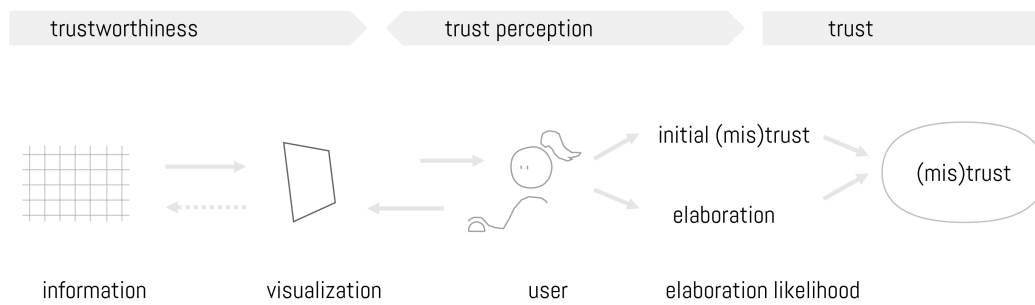 trustworthiness
trust perception
trust
initial (mis)trust
(mis)trust
elaboration
information
visualization
user
elaboration likelihood